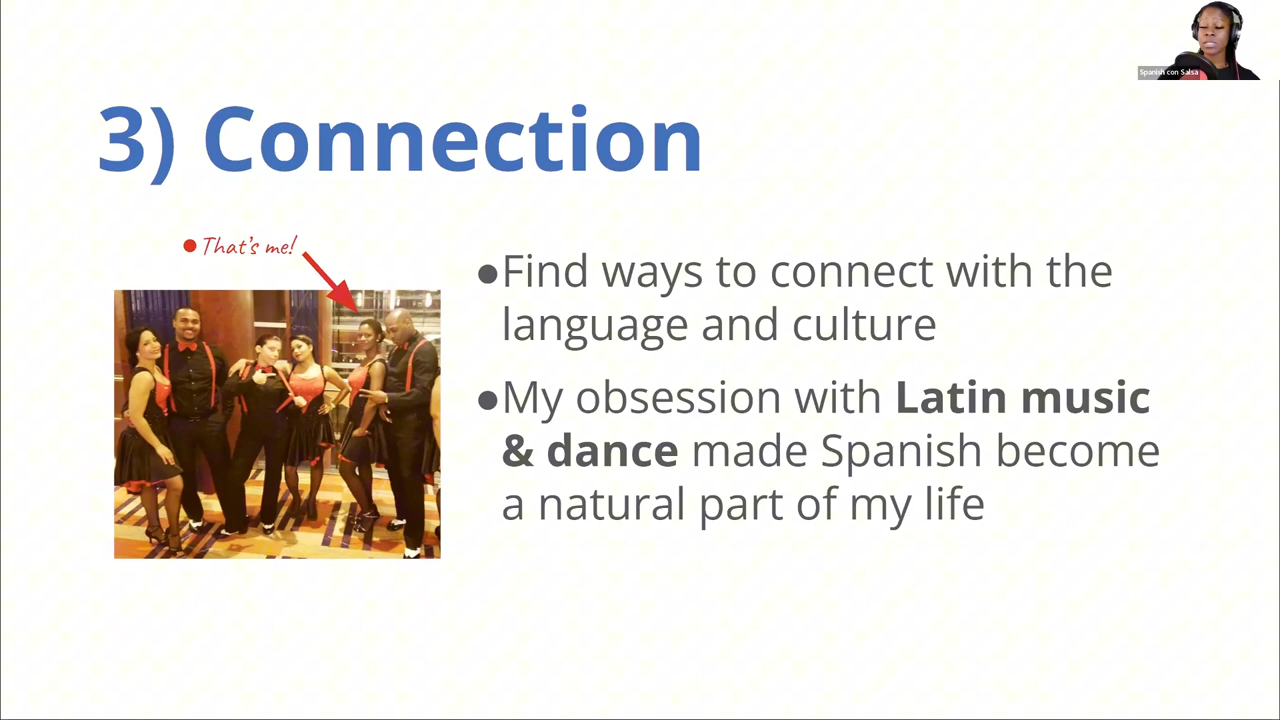 Spanish con Salsa
3) Connection
● That's me!
●Find ways to connect with the
language and culture
●My obsession with Latin music
& dance made Spanish become
a natural part of my life